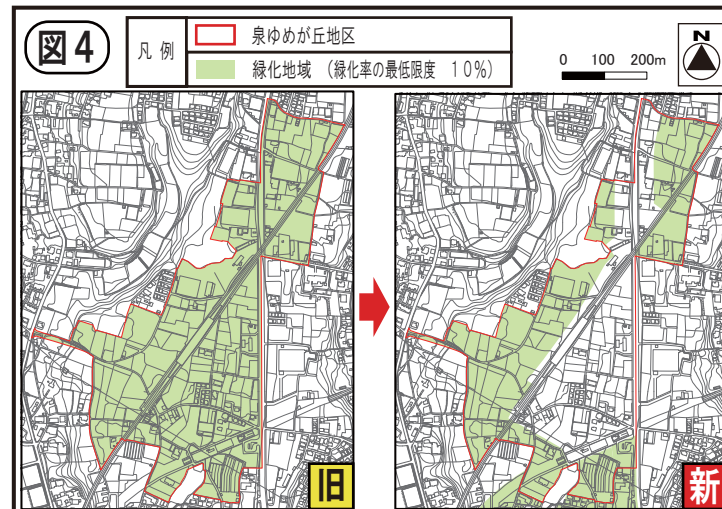 図4
凡 例
泉ゆめが丘地区
緑化地域 (緑化率の最低限度 10%)
0 100 200m
N
旧
新